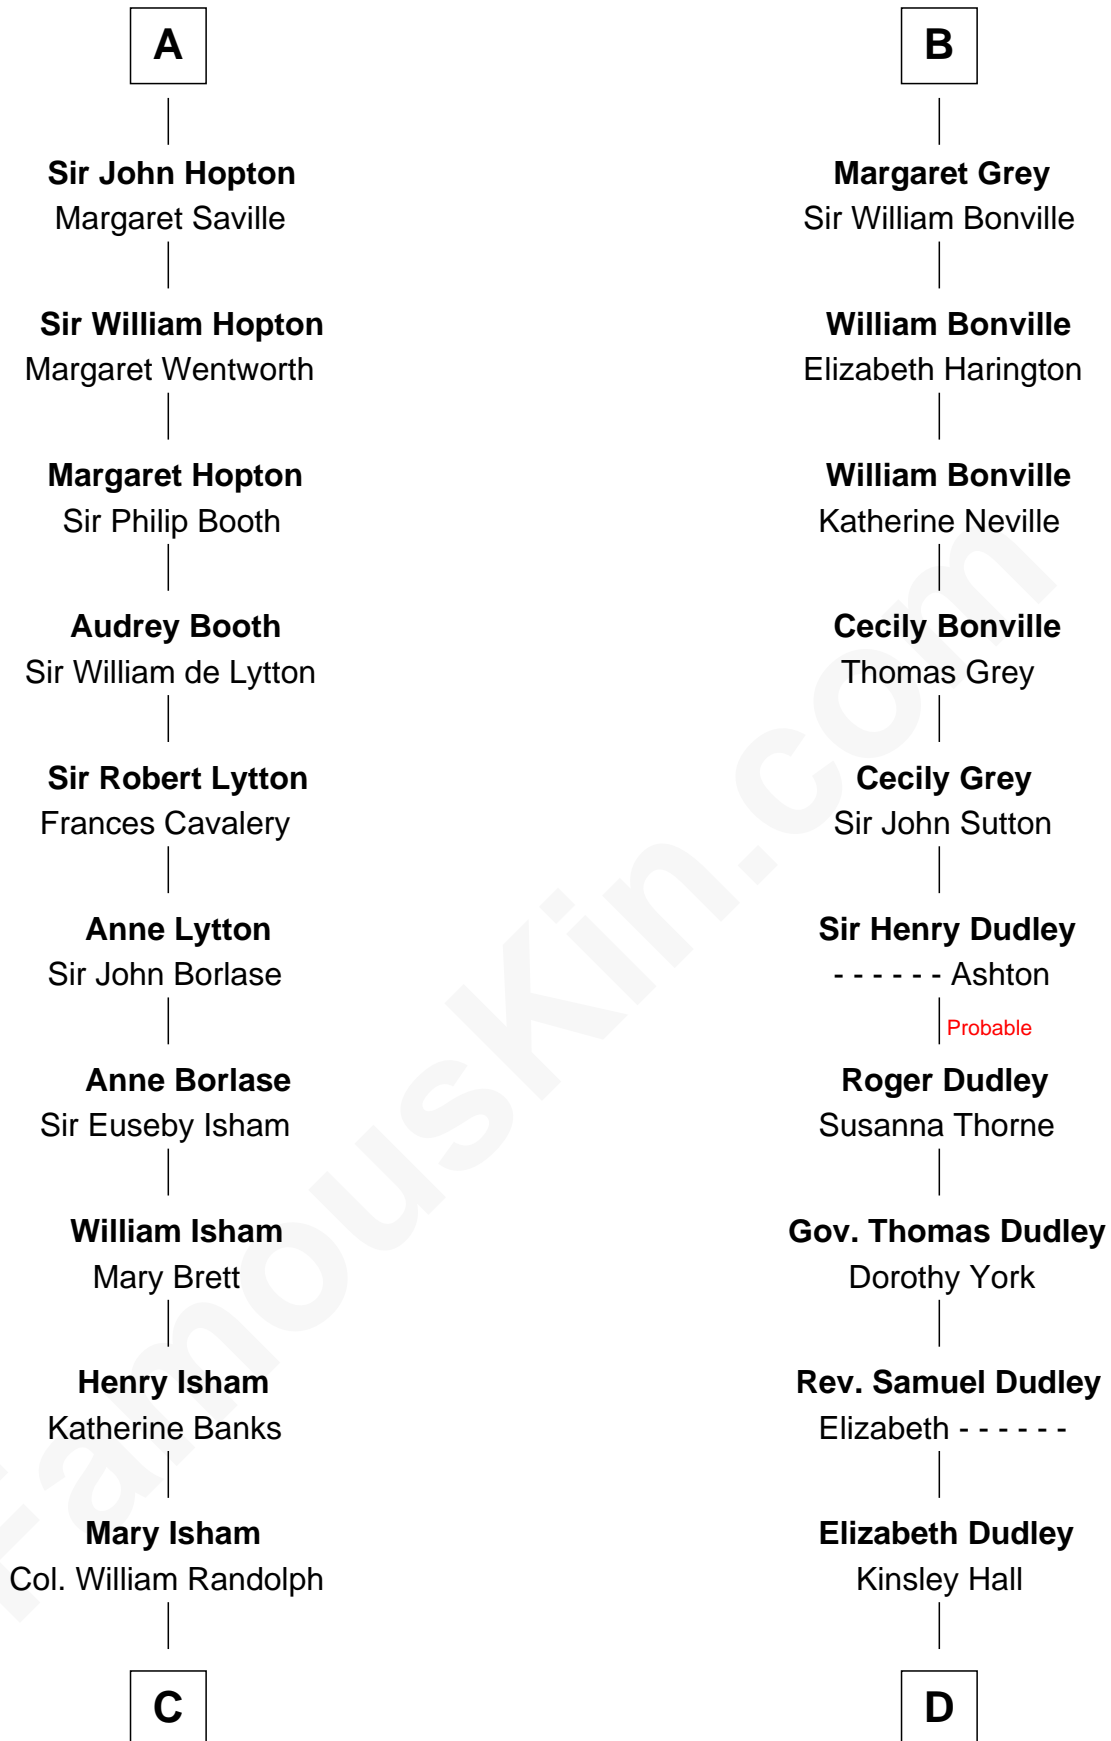 A
Sir John Hopton
Margaret Saville
Sir William Hopton
Margaret Wentworth
Margaret Hopton
Sir Philip Booth
Audrey Booth
Sir William de Lytton
Sir Robert Lytton
Frances Cavalery
Anne Lytton
Sir John Borlase
Anne Borlase
Sir Euseby Isham
William Isham
Mary Brett
Henry Isham
Katherine Banks
Mary Isham
Col. William Randolph
C
B
Margaret Grey
Sir William Bonville
William Bonville
Elizabeth Harington
William Bonville
Katherine Neville
Cecily Bonville
Thomas Grey
Cecily Grey
Sir John Sutton
Sir Henry Dudley
- - - - - - Ashton
Probable
Roger Dudley
Susanna Thorne
Gov. Thomas Dudley
Dorothy York
Rev. Samuel Dudley
Elizabeth - - - - - -
Elizabeth Dudley
Kinsley Hall
D
FamousKin.com